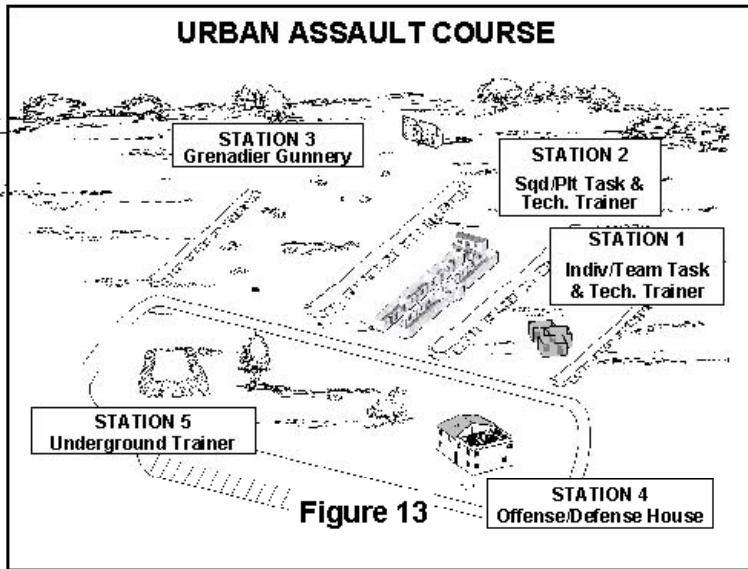 URBAN ASSAULT COURSE
STATION 3
Grenadier Gunnery
STATION 2
Sqd/Plt Task &
Tech. Trainer
STATION 1
Indiv/Team Task
& Tech. Trainer
STATION 5
Underground Trainer
STATION 4
Offense/Defense House
Figure 13